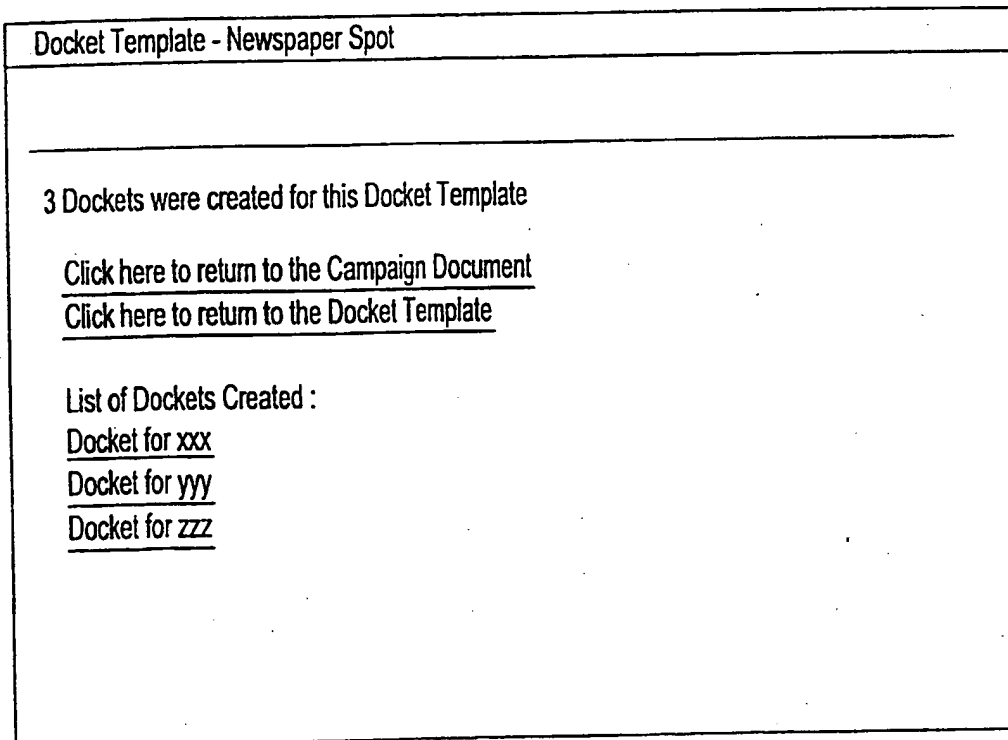 Docket Template - Newspaper Spot
3 Dockets were created for this Docket Template
Click here to return to the Campaign Document
Click here to return to the Docket Template
List of Dockets Created :
Docket for xxx
Docket for yyy
Docket for zzz